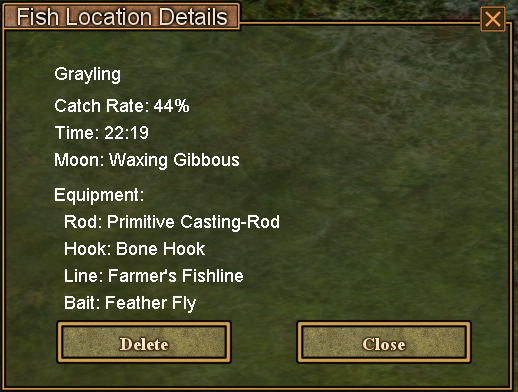 Fish Location Details
Grayling
Catch Rate: 44%
Time: 22:19
Moon: Waxing Gibbous
Equipment:
Rod: Primitive Casting-Rod
Hook: Bone Hook
Line: Farmer's Fishline
Bait: Feather Fly
Delete
Close